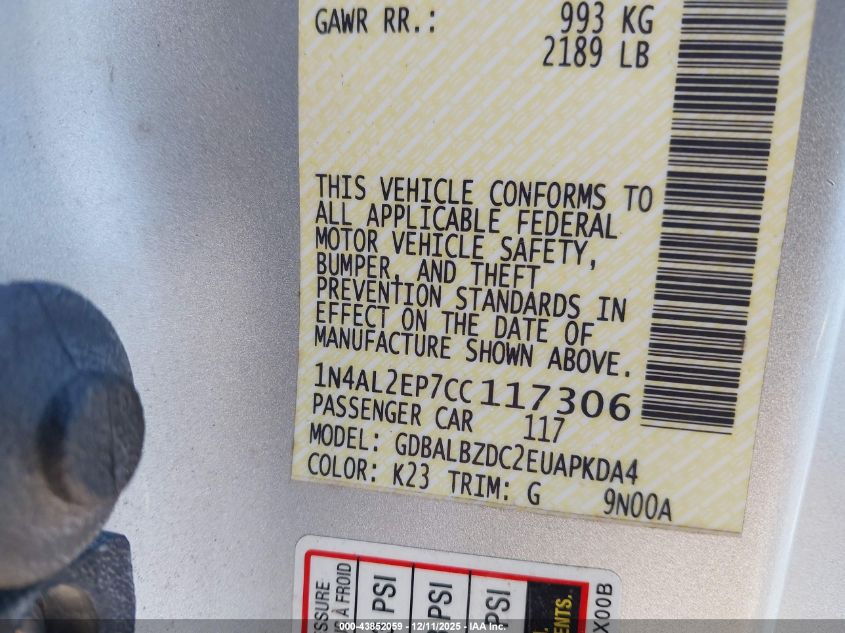 GAWR RR.: 993 KG
2189 LB
THIS VEHICLE CONFORMS TO
ALL APPLICABLE FEDERAL
MOTOR VEHICLE SAFETY,
BUMPER, AND THEFT
PREVENTION STANDARDS IN
EFFECT ON THE DATE OF
MANUFACTURE SHOWN ABOVE.
1N4AL2EP7CC117306
PASSENGER CAR 117
MODEL: GDBALBZDC2EUAPKDA4
COLOR: K23 TRIM: G 9N00A
À FROID
PSI
PSI
PSI
X00B
000-43852059 - 12/11/2025 - IAA Inc.